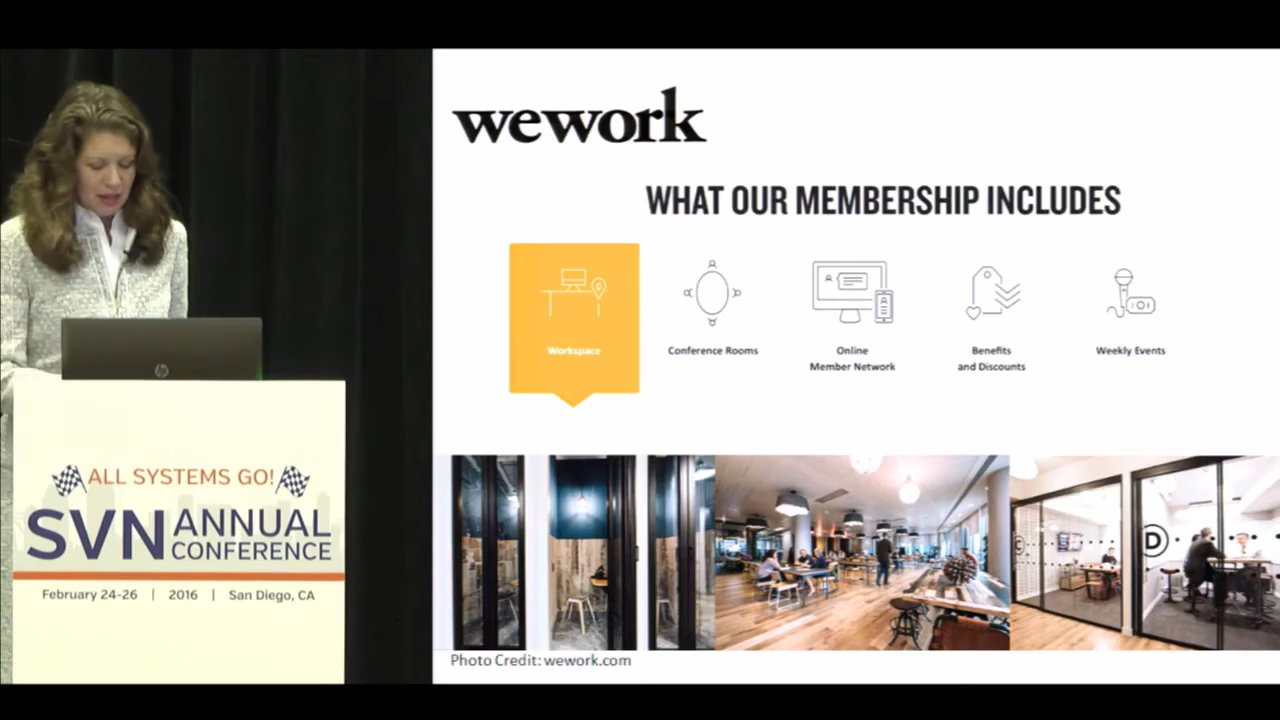 ALL SYSTEMS GO!
SVN ANNUAL
CONFERENCE
February 24-26 | 2016 | San Diego, CA
hp
wework
WHAT OUR MEMBERSHIP INCLUDES
Workspace
Conference Rooms
Online
Member Network
Benefits
and Discounts
Weekly Events
C
D
Photo Credit: wework.com